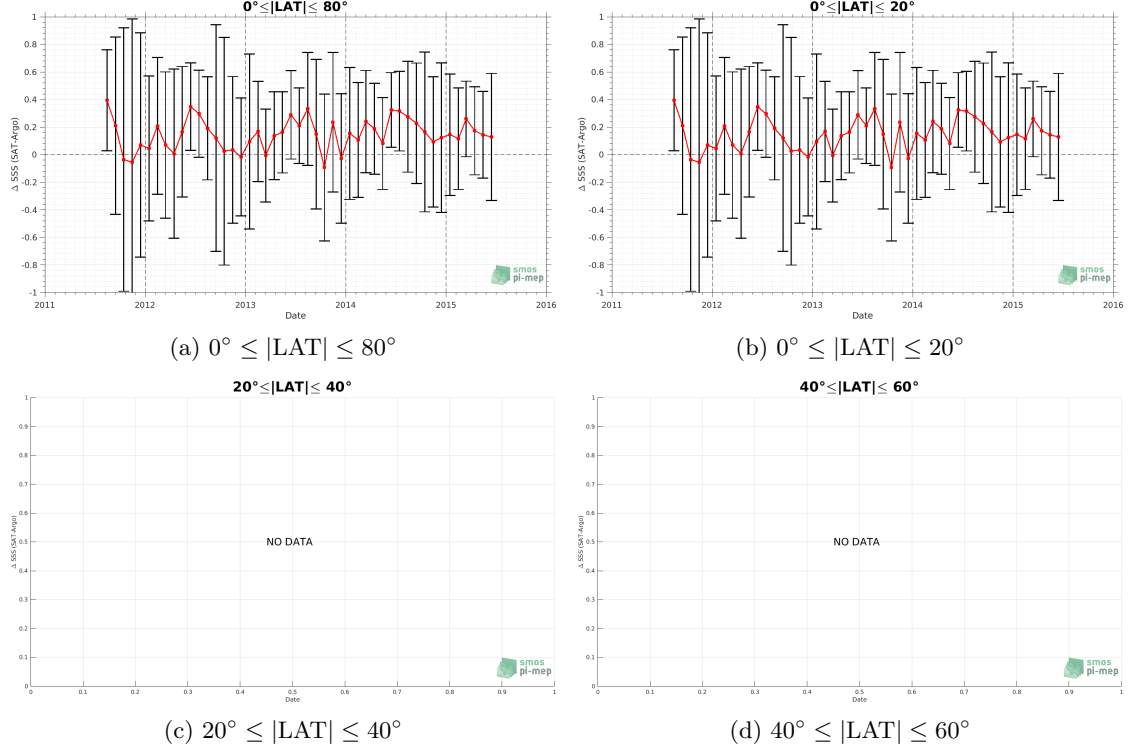 0°≤|LAT|≤ 80°
1
0.8
0.6
0.4
0.2
0
-0.2
-0.4
-0.6
-0.8
-1
Δ SSS (SAT-Argo)
2011 2012 2013 2014 2015 2016
Date
smos
pi-mep
(a) 0° ≤ |LAT| ≤ 80°
0°≤|LAT|≤ 20°
1
0.8
0.6
0.4
0.2
0
-0.2
-0.4
-0.6
-0.8
-1
Δ SSS (SAT-Argo)
2011 2012 2013 2014 2015 2016
Date
smos
pi-mep
(b) 0° ≤ |LAT| ≤ 20°
20°≤|LAT|≤ 40°
1
0.9
0.8
0.7
0.6
0.5
0.4
0.3
0.2
0.1
0
Δ SSS (SAT-Argo)
NO DATA
0 0.1 0.2 0.3 0.4 0.5 0.6 0.7 0.8 0.9 1
Date
smos
pi-mep
(c) 20° ≤ |LAT| ≤ 40°
40°≤|LAT|≤ 60°
1
0.9
0.8
0.7
0.6
0.5
0.4
0.3
0.2
0.1
0
Δ SSS (SAT-Argo)
NO DATA
0 0.1 0.2 0.3 0.4 0.5 0.6 0.7 0.8 0.9 1
Date
smos
pi-mep
(d) 40° ≤ |LAT| ≤ 60°